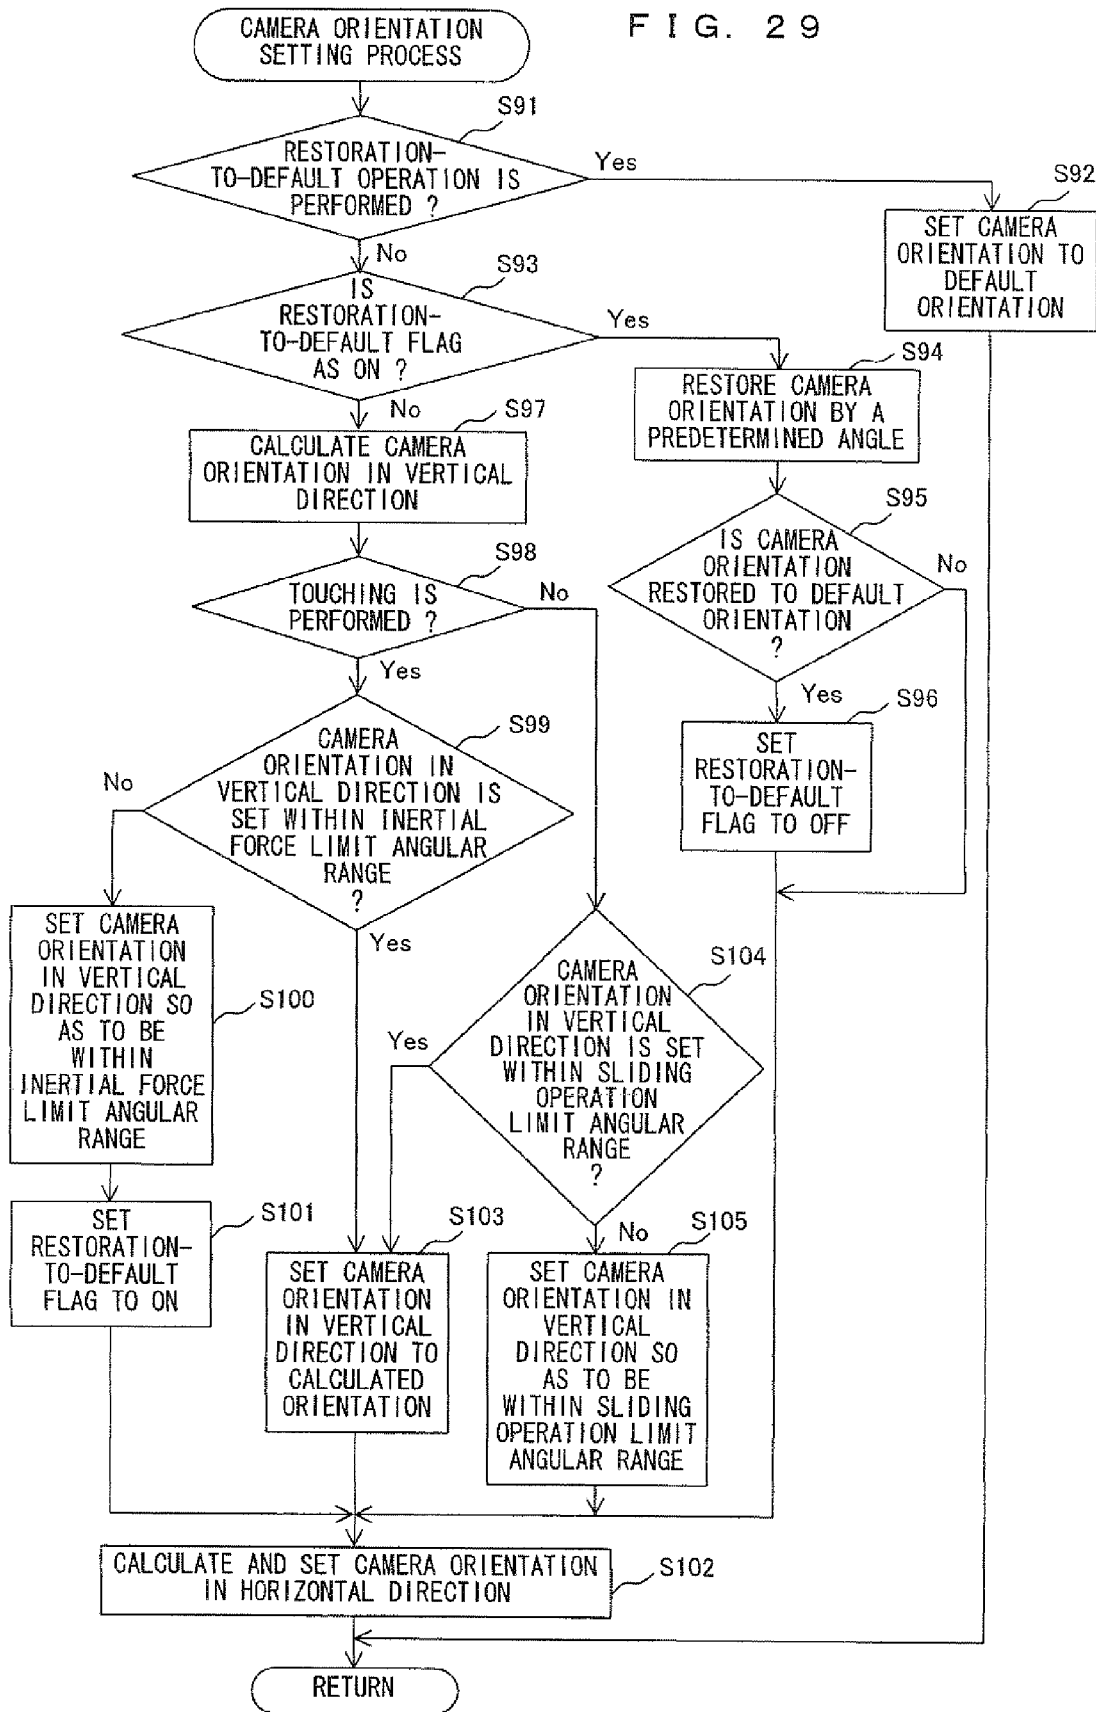 FIG. 29
CAMERA ORIENTATION
SETTING PROCESS
S91
RESTORATION-
TO-DEFAULT OPERATION IS
PERFORMED ?
Yes
No
S92
SET CAMERA
ORIENTATION TO
DEFAULT
ORIENTATION
S93
IS
RESTORATION-
TO-DEFAULT FLAG
AS ON ?
Yes
No
S94
RESTORE CAMERA
ORIENTATION BY A
PREDETERMINED ANGLE
S97
CALCULATE CAMERA
ORIENTATION IN VERTICAL
DIRECTION
S95
IS CAMERA
ORIENTATION
RESTORED TO DEFAULT
ORIENTATION
?
No
Yes
S98
TOUCHING IS
PERFORMED ?
No
Yes
S96
SET
RESTORATION-
TO-DEFAULT
FLAG TO OFF
S99
CAMERA
ORIENTATION IN
VERTICAL DIRECTION IS
SET WITHIN INERTIAL
FORCE LIMIT ANGULAR
RANGE
?
No
Yes
S100
SET CAMERA
ORIENTATION
IN VERTICAL
DIRECTION SO
AS TO BE
WITHIN
INERTIAL FORCE
LIMIT ANGULAR
RANGE
S104
CAMERA
ORIENTATION
IN VERTICAL
DIRECTION IS SET
WITHIN SLIDING
OPERATION
LIMIT ANGULAR
RANGE
?
Yes
No
S101
SET
RESTORATION-
TO-DEFAULT
FLAG TO ON
S103
SET CAMERA
ORIENTATION
IN VERTICAL
DIRECTION TO
CALCULATED
ORIENTATION
S105
SET CAMERA
ORIENTATION IN
VERTICAL
DIRECTION SO
AS TO BE
WITHIN SLIDING
OPERATION LIMIT
ANGULAR RANGE
CALCULATE AND SET CAMERA ORIENTATION
IN HORIZONTAL DIRECTION
S102
RETURN